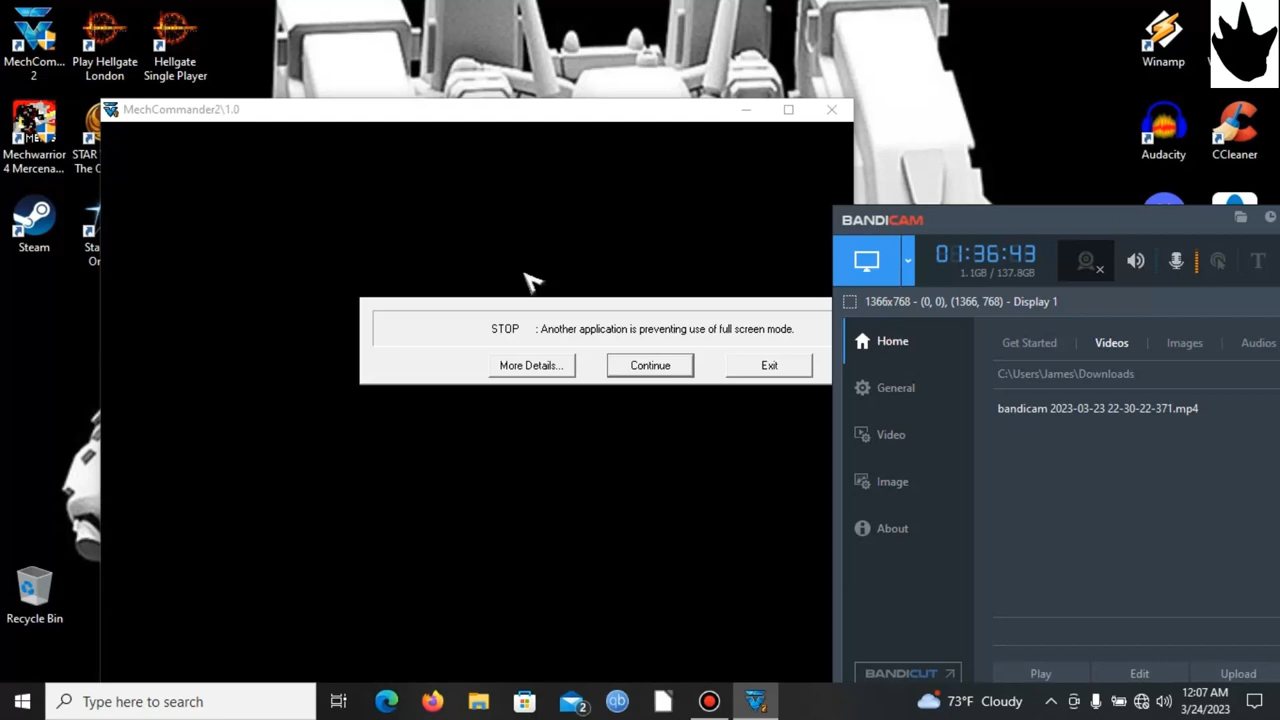 MechCom...
2
Play Hellgate
London
Hellgate
Single Player
Mechwarrior
4 Mercena...
STAR
The O
Steam
Sta
Or
Recycle Bin
MechCommander2\1.0
STOP : Another application is preventing use of full screen mode.
More Details...
Continue
Exit
Winamp
Audacity
CCleaner
BANDICAM
01:36:43
1.1GB / 137.8GB
1366x768 - (0, 0), (1366, 768) - Display 1
Home
General
Video
Image
About
Get Started
Videos
Images
Audios
C:\Users\James\Downloads
bandicam 2023-03-23 22-30-22-371.mp4
BANDICUT
Play
Edit
Upload
Type here to search
2
qb
73°F Cloudy
12:07 AM
3/24/2023